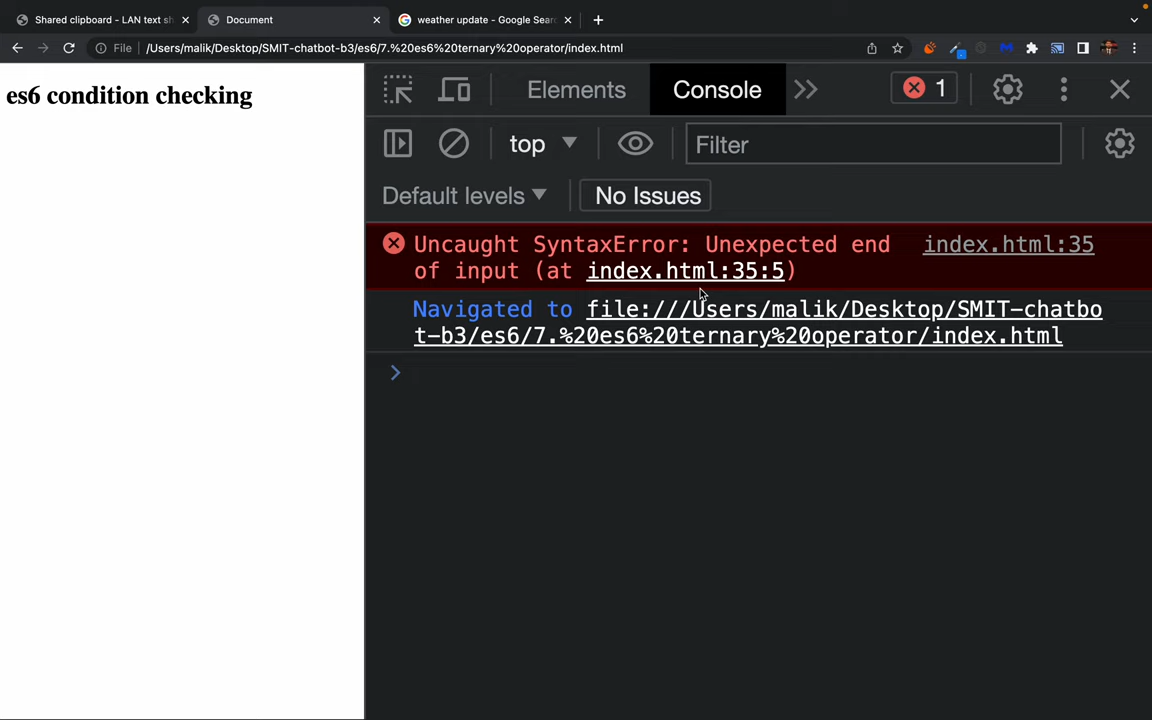 Shared clipboard - LAN text sh
Document
weather update - Google Sear
File
/Users/malik/Desktop/SMIT-chatbot-b3/es6/7.%20es6%20ternary%20operator/index.html
es6 condition checking
Elements
Console
1
top
Filter
Default levels
No Issues
Uncaught SyntaxError: Unexpected end index.html:35
of input (at index.html:35:5)
Navigated to file:///Users/malik/Desktop/SMIT-chatbo
t-b3/es6/7.%20es6%20ternary%20operator/index.html